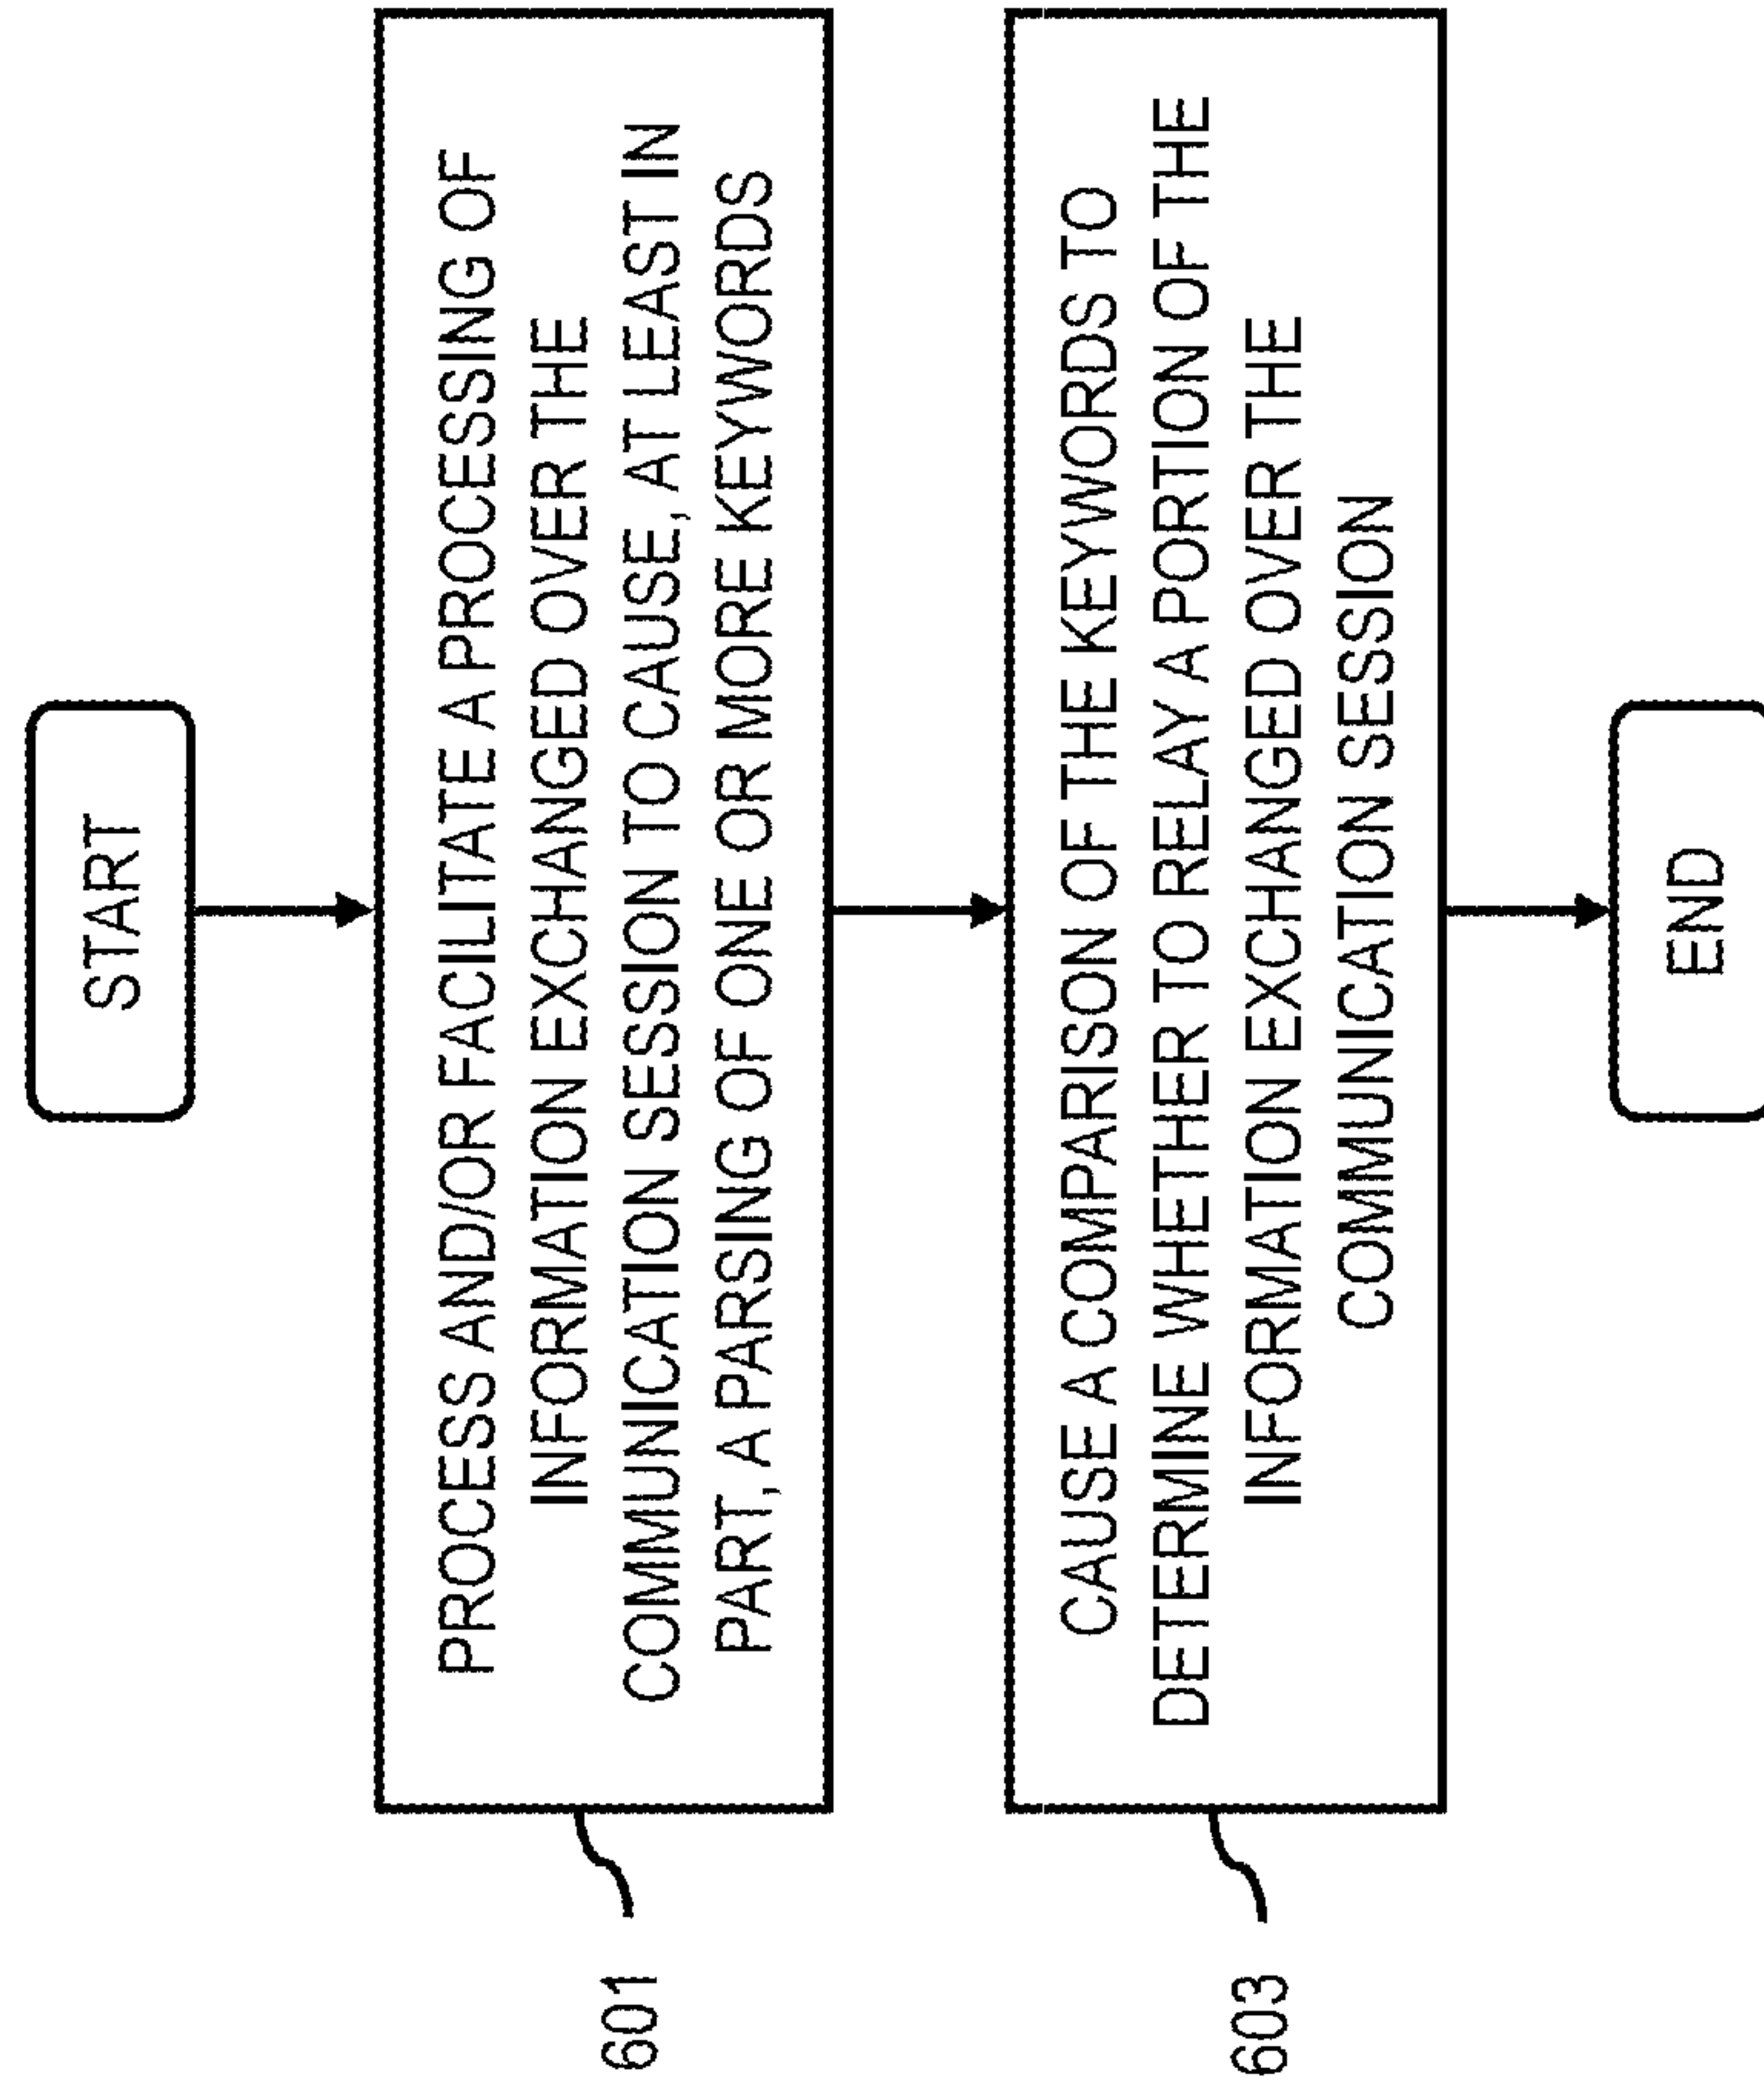 START
PROCESS AND/OR FACILITATE A PROCESSING OF
INFORMATION EXCHANGED OVER THE
COMMUNICATION SESSION TO CAUSE, AT LEAST IN
PART, A PARSING OF ONE OR MORE KEYWORDS
601
CAUSE A COMPARISON OF THE KEYWORDS TO
DETERMINE WHETHER TO RELAY A PORTION OF THE
INFORMATION EXCHANGED OVER THE
COMMUNICATION SESSION
603
END